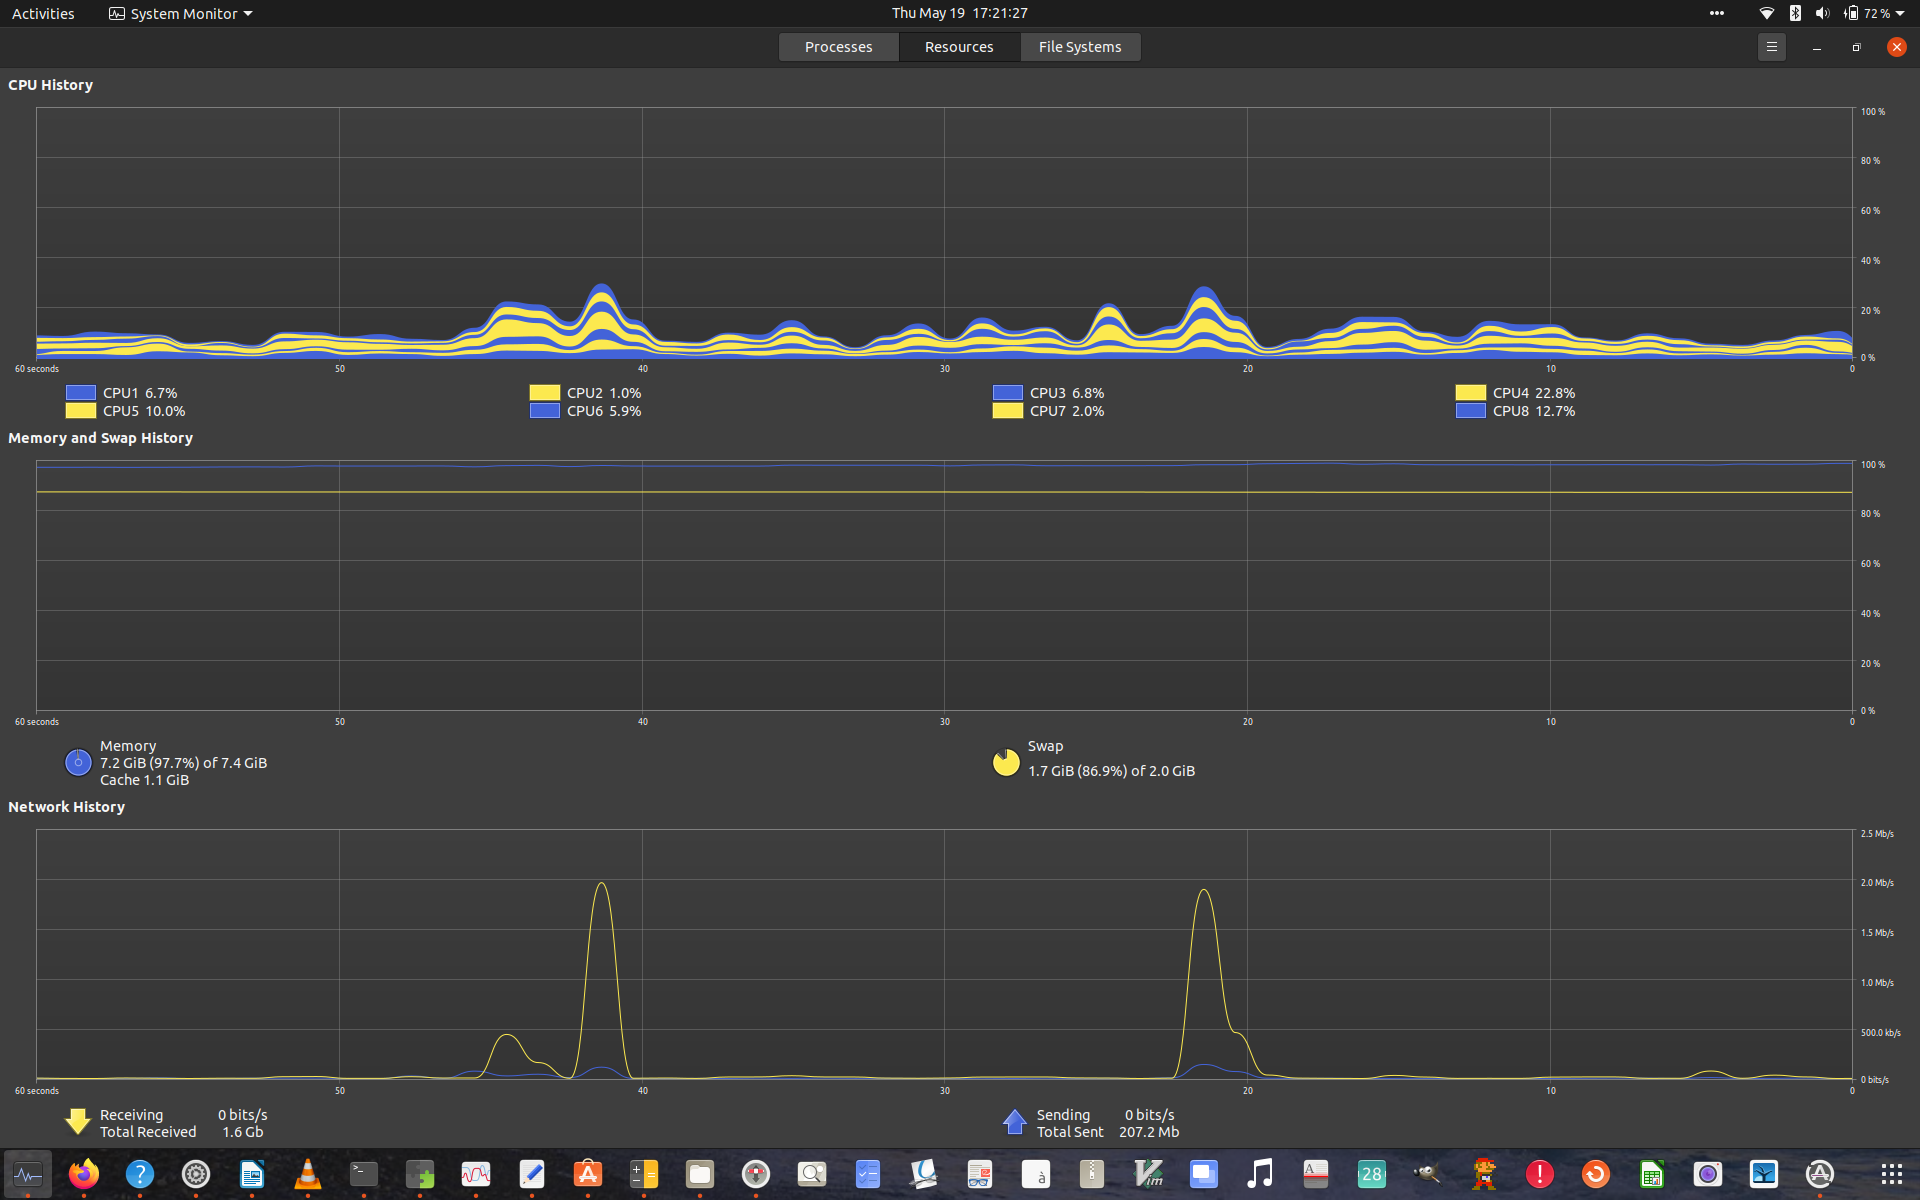 Activities System Monitor Thu May 19 17:21:27 72 %
Processes Resources File Systems
CPU History
100 %
80 %
60 %
40 %
20 %
0 %
60 seconds 50 40 30 20 10 0
CPU1 6.7% CPU2 1.0% CPU3 6.8% CPU4 22.8%
CPU5 10.0% CPU6 5.9% CPU7 2.0% CPU8 12.7%
Memory and Swap History
100 %
80 %
60 %
40 %
20 %
0 %
60 seconds 50 40 30 20 10 0
Memory
7.2 GiB (97.7%) of 7.4 GiB
Cache 1.1 GiB
Swap
1.7 GiB (86.9%) of 2.0 GiB
Network History
2.5 Mb/s
2.0 Mb/s
1.5 Mb/s
1.0 Mb/s
500.0 kb/s
0 bits/s
60 seconds 50 40 30 20 10 0
Receiving 0 bits/s
Total Received 1.6 Gb
Sending 0 bits/s
Total Sent 207.2 Mb
? >_ à Vim A 28 !